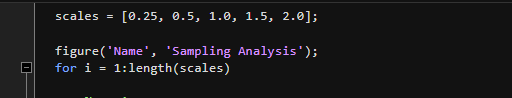 scales = [0.25, 0.5, 1.0, 1.5, 2.0];
figure('Name', 'Sampling Analysis');
for i = 1:length(scales)